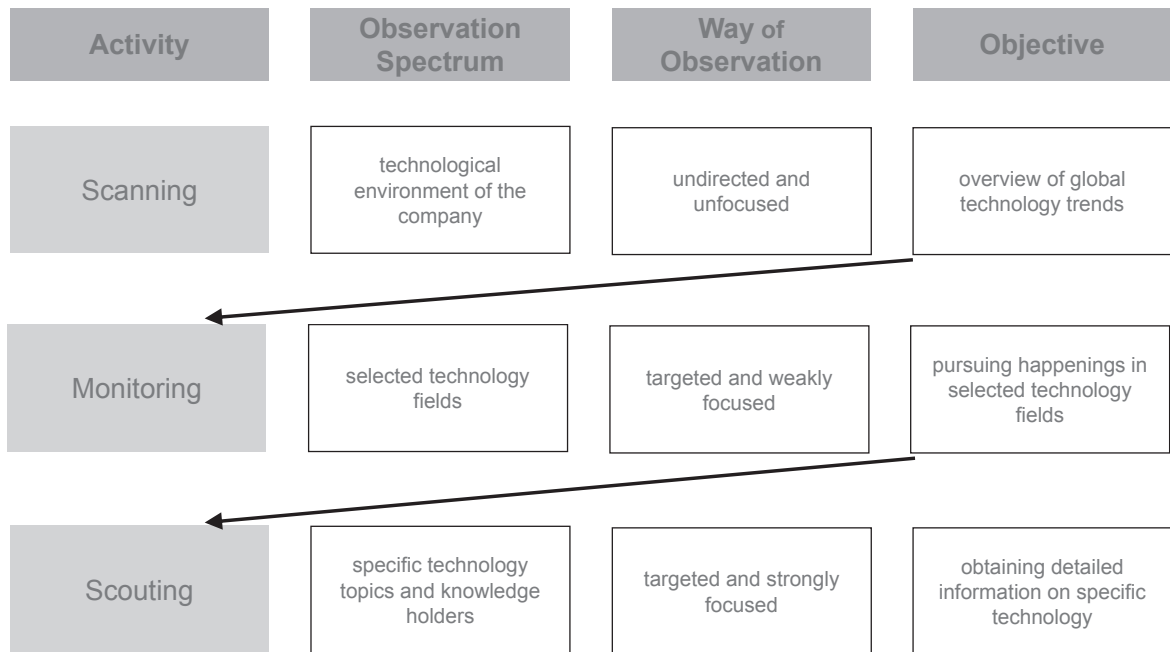 Activity
Observation
Spectrum
Way of
Observation
Objective
Scanning
technological
environment of the
company
undirected and
unfocused
overview of global
technology trends
Monitoring
selected technology
fields
targeted and weakly
focused
pursuing happenings in
selected technology
fields
Scouting
specific technology
topics and knowledge
holders
targeted and strongly
focused
obtaining detailed
information on specific
technology